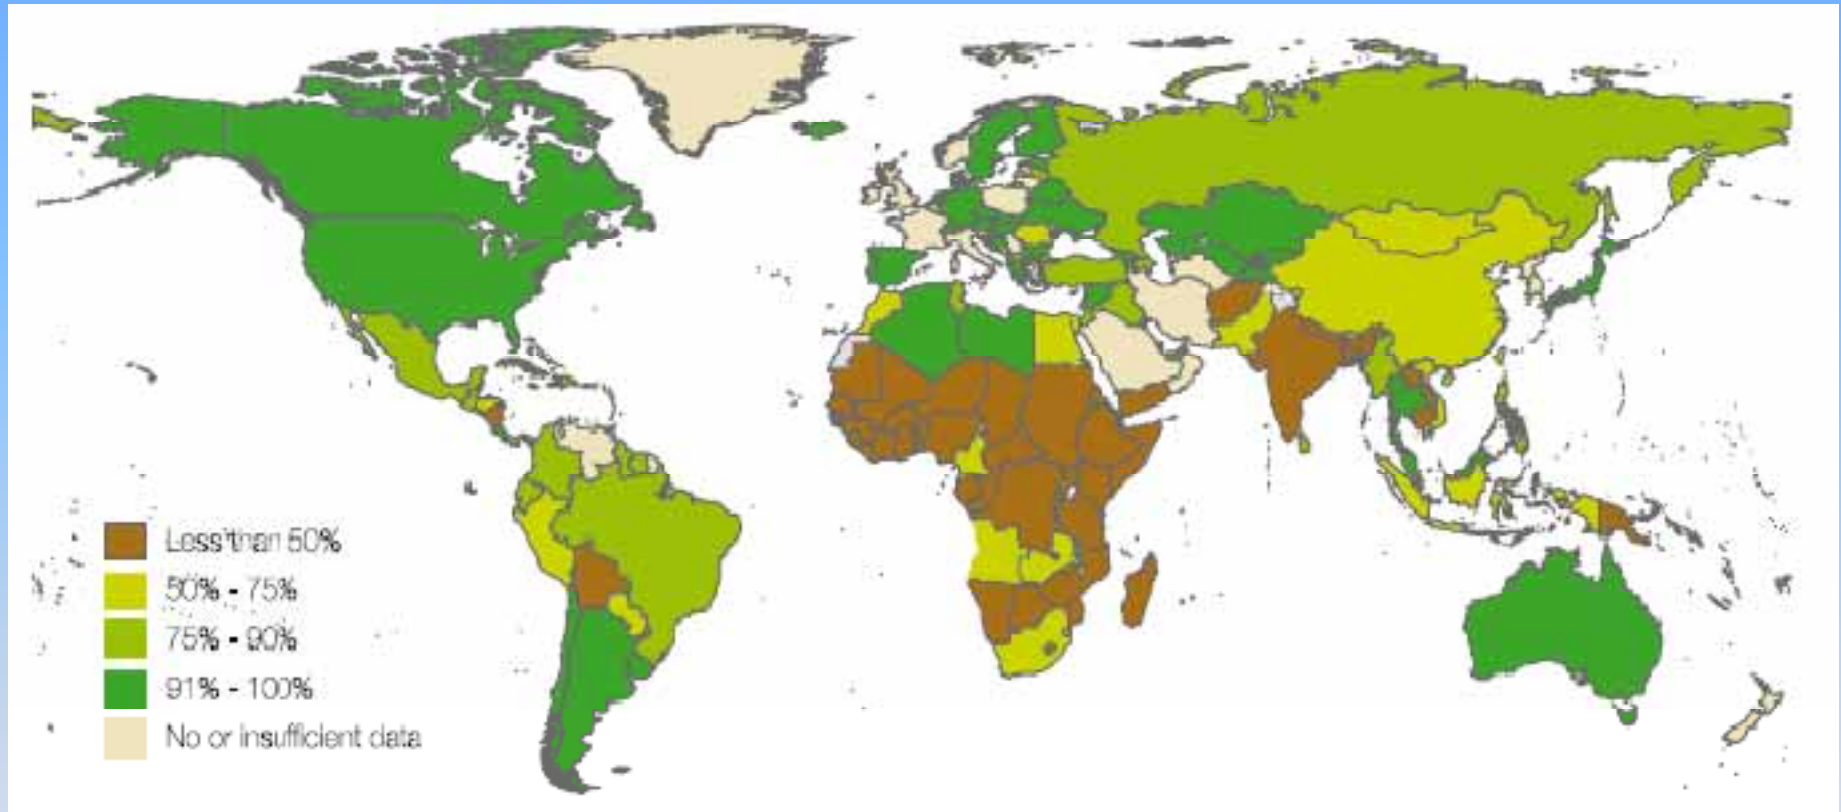 Less than 50%
50% - 75%
75% - 90%
91% - 100%
No or insufficient data